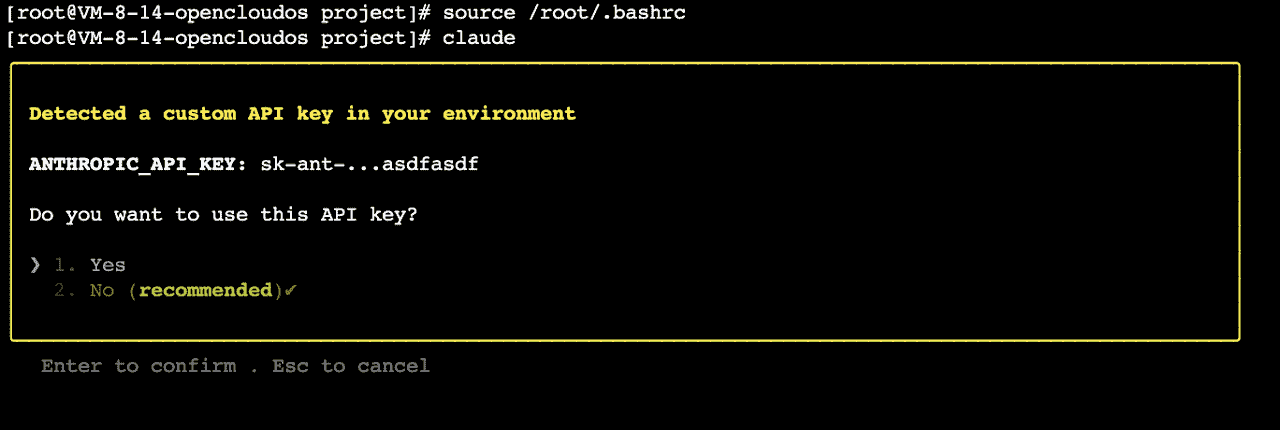 [root@VM-8-14-opencloudos project]# source /root/.bashrc
[root@VM-8-14-opencloudos project]# claude
Detected a custom API key in your environment
ANTHROPIC_API_KEY: sk-ant-...asdfasdf
Do you want to use this API key?
❯ 1. Yes
2. No (recommended)✔
Enter to confirm . Esc to cancel